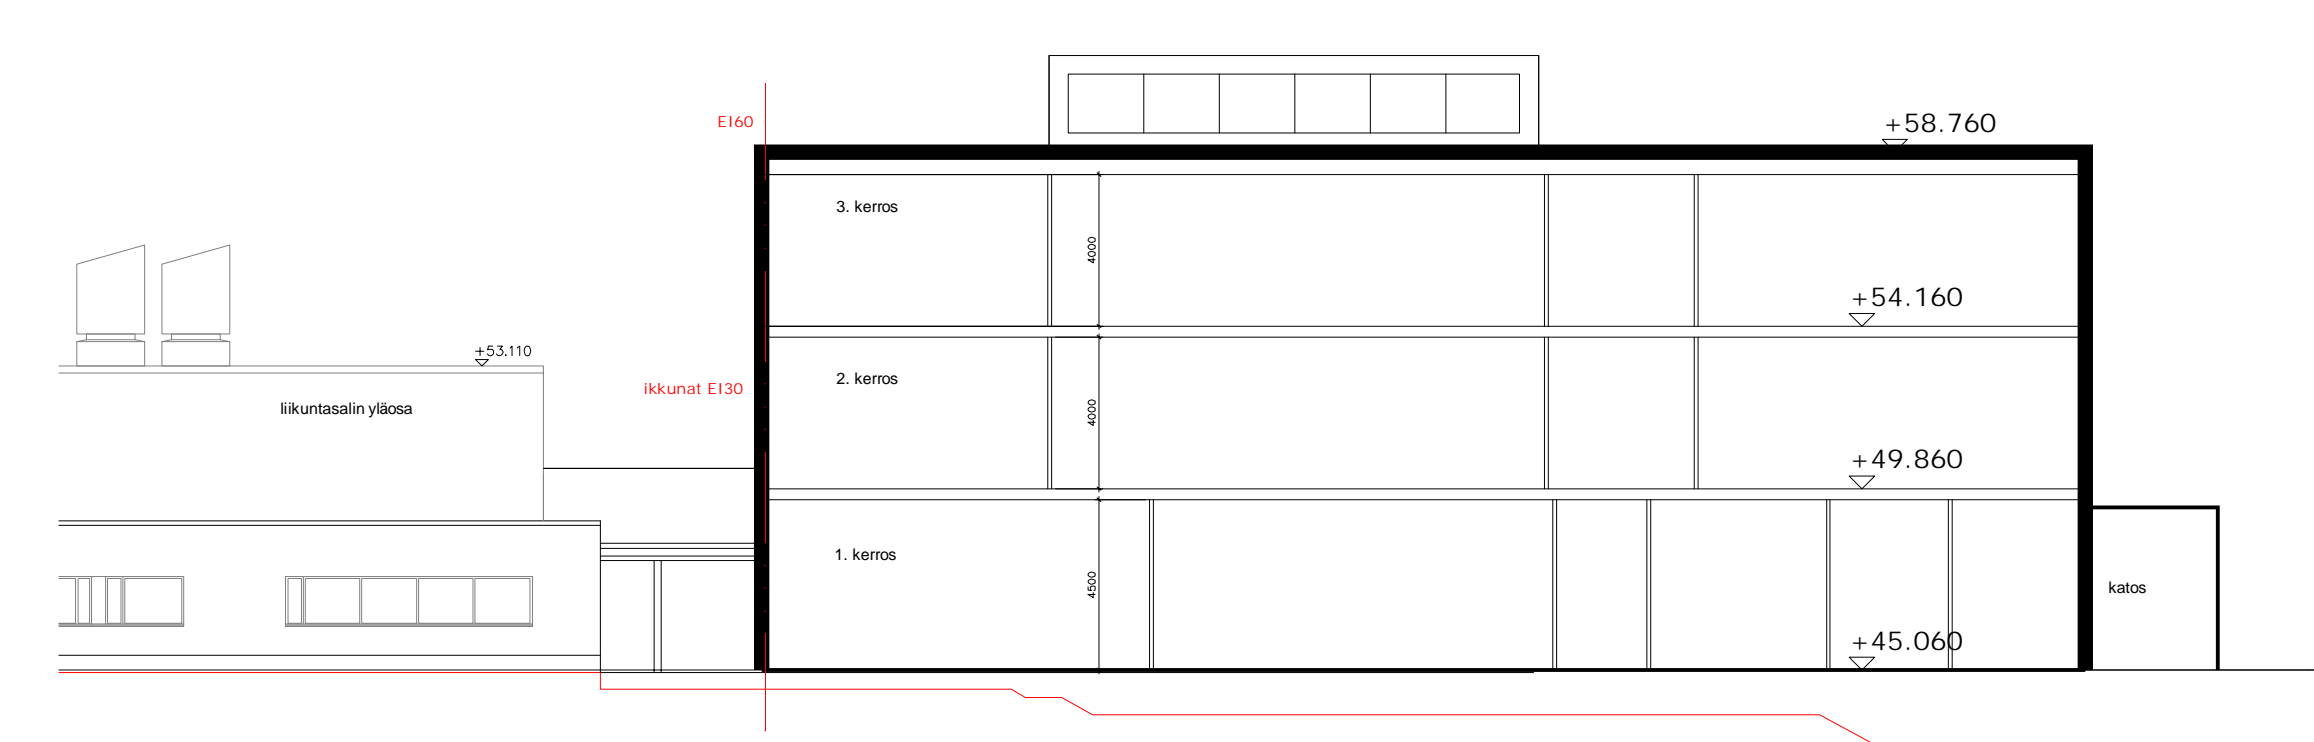 EI60
+58.760
3. kerros
4000
+54.160
+53.110
ikkunat EI30
2. kerros
liikuntasalin yläosa
4000
+49.860
1. kerros
4500
katos
+45.060